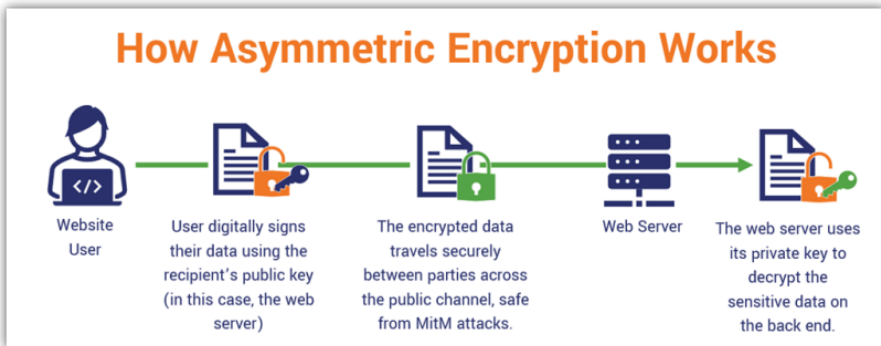 How Asymmetric Encryption Works
</>
Website
User
User digitally signs
their data using the
recipient's public key
(in this case, the web
server)
The encrypted data
travels securely
between parties across
the public channel, safe
from MitM attacks.
Web Server
The web server uses
its private key to
decrypt the
sensitive data on
the back end.